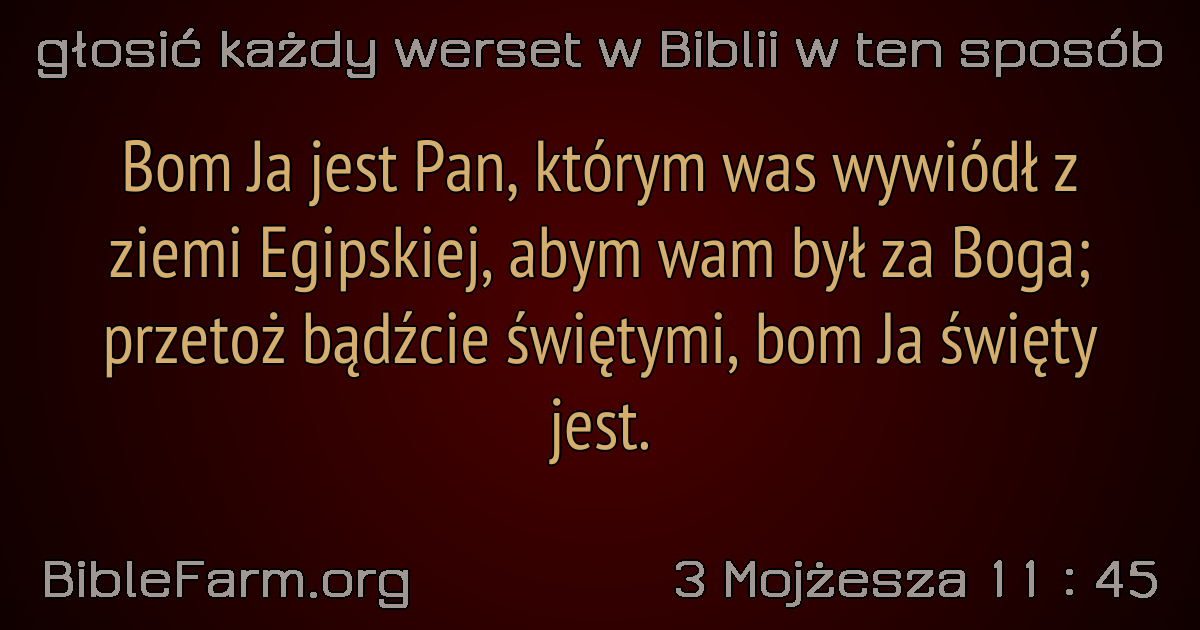 głosić każdy werset w Biblii w ten sposób
Bom Ja jest Pan, którym was wywiódł z
ziemi Egipskiej, abym wam był za Boga;
przetoż bądźcie świętymi, bom Ja święty
jest.
BibleFarm.org
3 Mojżesza 11 : 45